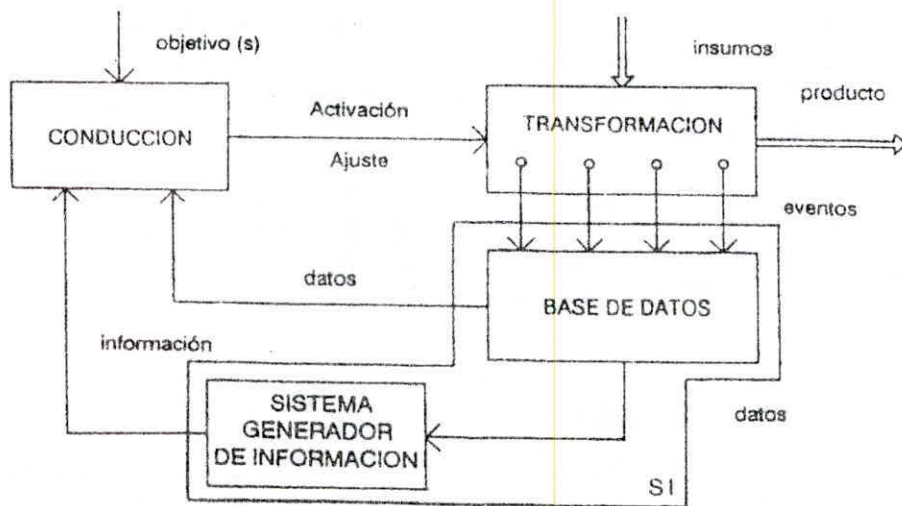 objetivo (s)
insumos
producto
CONDUCCION
Activación
Ajuste
TRANSFORMACION
eventos
datos
BASE DE DATOS
información
SISTEMA
GENERADOR
DE INFORMACION
datos
SI